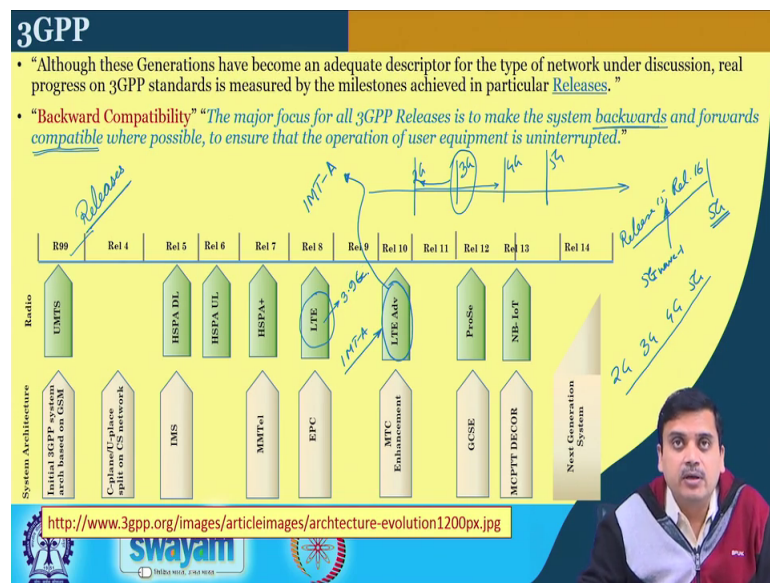 3GPP
• “Although these Generations have become an adequate descriptor for the type of network under discussion, real
progress on 3GPP standards is measured by the milestones achieved in particular Releases. ”
• “Backward Compatibility” “The major focus for all 3GPP Releases is to make the system backwards and forwards
compatible where possible, to ensure that the operation of user equipment is uninterrupted.”
Releases
IMT-A
2G 3G 4G 5G
Release 15 Rel. 16
5G
R99 Rel 4 Rel 5 Rel 6 Rel 7 Rel 8 Rel 9 Rel 10 Rel 11 Rel 12 Rel 13 Rel 14
Radio
UMTS
HSPA DL
HSPA UL
HSPA+
LTE
3.9G
IMT-A
LTE Adv
ProSe
NB-IoT
2G 3G 4G 5G
System Architecture
Initial 3GPP system
arch based on GSM
C-plane/U-place
split on CS network
IMS
MMTel
EPC
MTC
Enhancement
GCSE
MCPTT DECOR
Next Generation
System
http://www.3gpp.org/images/articleimages/archtecture-evolution1200px.jpg
swayam